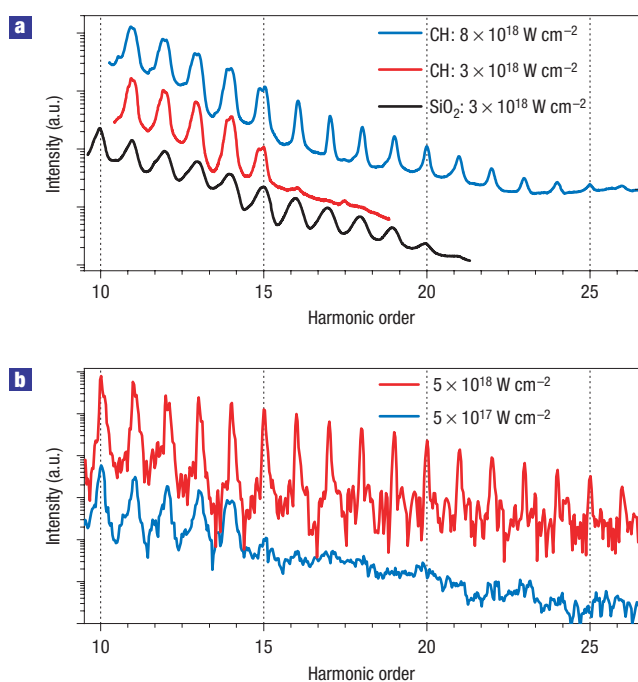 a
CH: 8 × 10¹⁸ W cm⁻²
CH: 3 × 10¹⁸ W cm⁻²
SiO₂: 3 × 10¹⁸ W cm⁻²
Intensity (a.u.)
10 15 20 25
Harmonic order
b
5 × 10¹⁸ W cm⁻²
5 × 10¹⁷ W cm⁻²
Intensity (a.u.)
10 15 20 25
Harmonic order